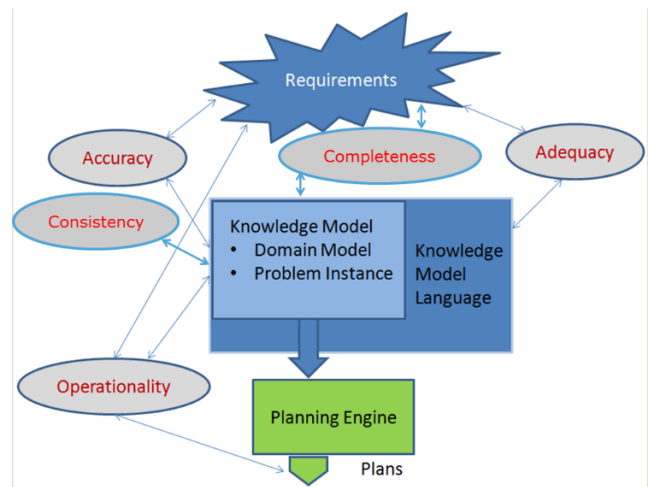 Requirements
Accuracy
Completeness
Adequacy
Consistency
Knowledge Model
• Domain Model
• Problem Instance
Knowledge
Model
Language
Operationality
Planning Engine
Plans